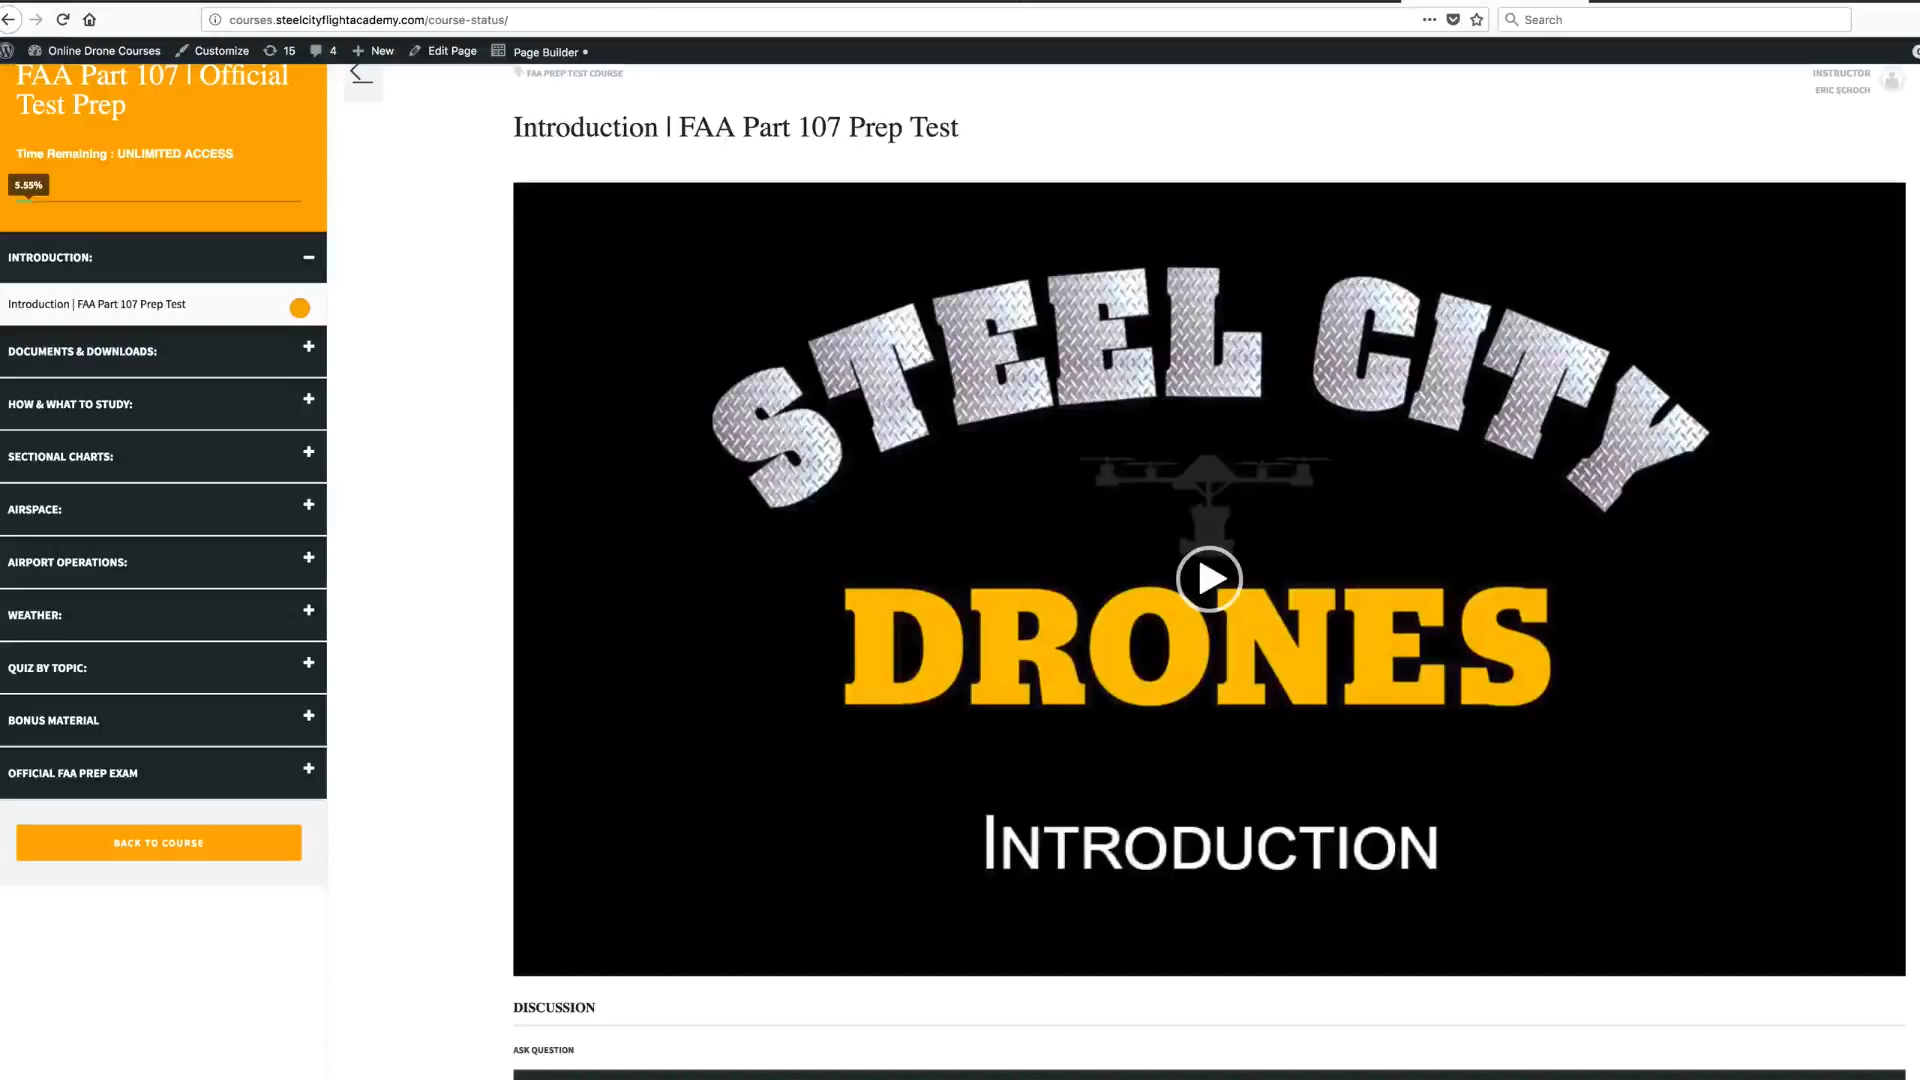 courses.steelcityflightacademy.com/course-status/
Search
Online Drone Courses
Customize
15
4
New
Edit Page
Page Builder
FAA Part 107 | Official
Test Prep
Time Remaining : UNLIMITED ACCESS
5.55%
INTRODUCTION:
Introduction | FAA Part 107 Prep Test
DOCUMENTS & DOWNLOADS:
HOW & WHAT TO STUDY:
SECTIONAL CHARTS:
AIRSPACE:
AIRPORT OPERATIONS:
WEATHER:
QUIZ BY TOPIC:
BONUS MATERIAL
OFFICIAL FAA PREP EXAM
BACK TO COURSE
FAA PREP TEST COURSE
INSTRUCTOR
ERIC SCHOCH
Introduction | FAA Part 107 Prep Test
STEEL CITY
DRONES
INTRODUCTION
DISCUSSION
ASK QUESTION